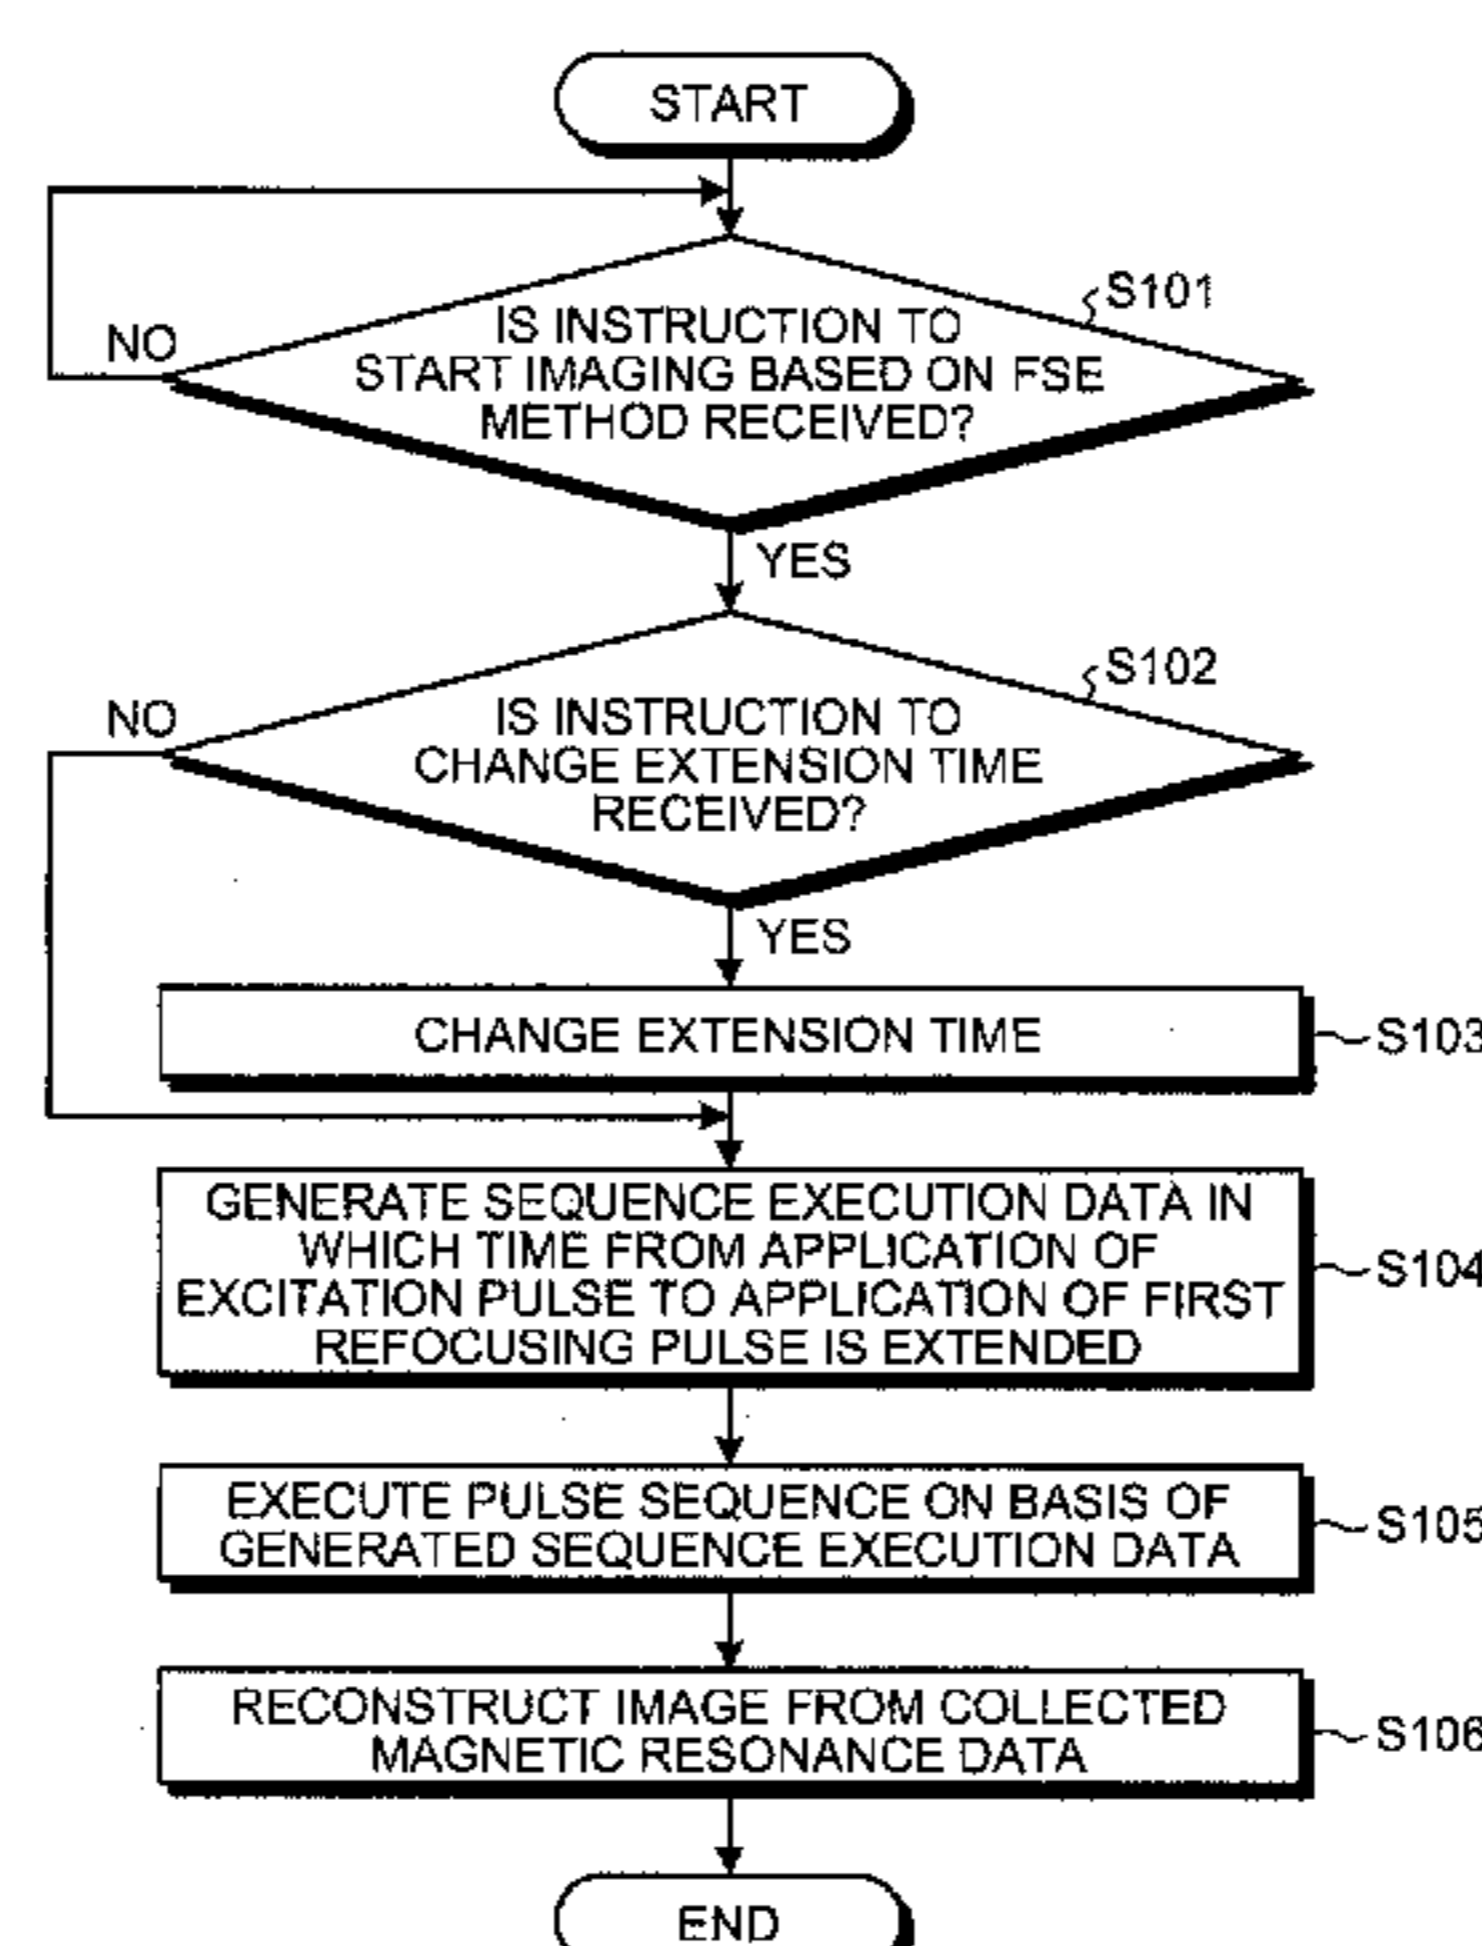 START
S101
NO
IS INSTRUCTION TO
START IMAGING BASED ON FSE
METHOD RECEIVED?
YES
S102
NO
IS INSTRUCTION TO
CHANGE EXTENSION TIME
RECEIVED?
YES
CHANGE EXTENSION TIME
S103
GENERATE SEQUENCE EXECUTION DATA IN
WHICH TIME FROM APPLICATION OF
EXCITATION PULSE TO APPLICATION OF FIRST
REFOCUSING PULSE IS EXTENDED
S104
EXECUTE PULSE SEQUENCE ON BASIS OF
GENERATED SEQUENCE EXECUTION DATA
S105
RECONSTRUCT IMAGE FROM COLLECTED
MAGNETIC RESONANCE DATA
S106
END